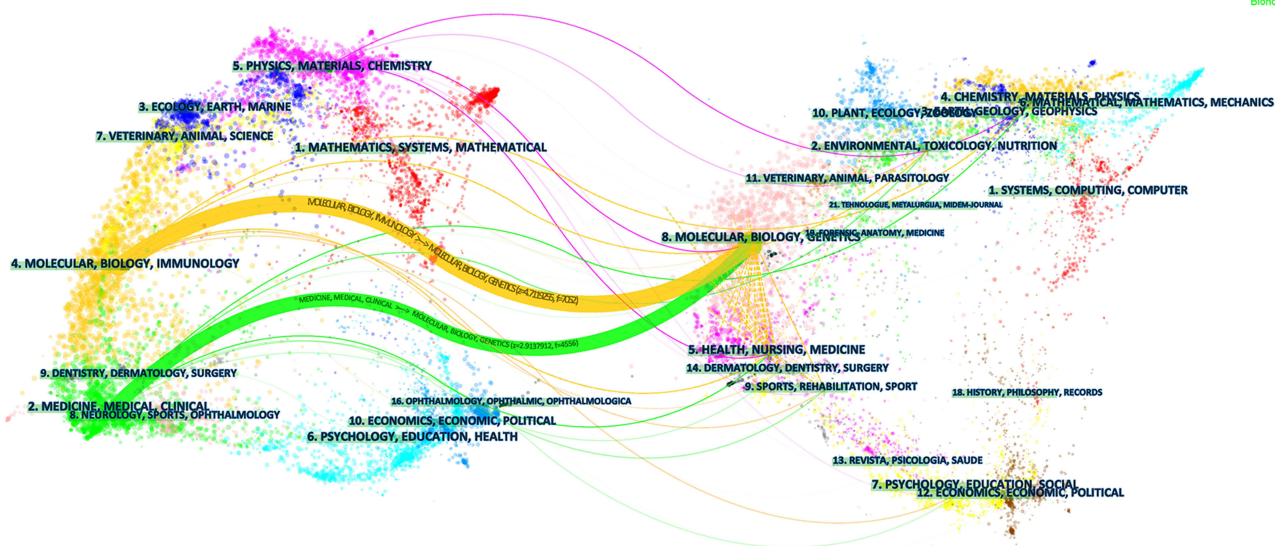 5. PHYSICS, MATERIALS, CHEMISTRY
3. ECOLOGY, EARTH, MARINE
7. VETERINARY, ANIMAL, SCIENCE
1. MATHEMATICS, SYSTEMS, MATHEMATICAL
4. MOLECULAR, BIOLOGY, IMMUNOLOGY
9. DENTISTRY, DERMATOLOGY, SURGERY
2. MEDICINE, MEDICAL, CLINICAL
8. NEUROLOGY, SPORTS, OPHTHALMOLOGY
6. PSYCHOLOGY, EDUCATION, HEALTH
10. ECONOMICS, ECONOMIC, POLITICAL
16. OPHTHALMOLOGY, OPHTHALMIC, OPHTHALMOLOGICA
MOLECULAR, BIOLOGY, IMMUNOLOGY >--> MOLECULAR, BIOLOGY, GENETICS
MEDICINE, MEDICAL, CLINICAL >--> MOLECULAR, BIOLOGY, GENETICS (z=2.9137912, f=4556)
4. CHEMISTRY, MATERIALS, PHYSICS
6. MATHEMATICAL, MATHEMATICS, MECHANICS
10. PLANT, ECOLOGY, ZOOLOGY
GEOLOGY, GEOPHYSICS
2. ENVIRONMENTAL, TOXICOLOGY, NUTRITION
11. VETERINARY, ANIMAL, PARASITOLOGY
1. SYSTEMS, COMPUTING, COMPUTER
21. TEHNOLOGIJE, METALURGIJA, MIDEM-JOURNAL
FORENSIC, ANATOMY, MEDICINE
8. MOLECULAR, BIOLOGY, GENETICS
5. HEALTH, NURSING, MEDICINE
14. DERMATOLOGY, DENTISTRY, SURGERY
9. SPORTS, REHABILITATION, SPORT
18. HISTORY, PHILOSOPHY, RECORDS
13. REVISTA, PSICOLOGIA, SAUDE
7. PSYCHOLOGY, EDUCATION, SOCIAL
12. ECONOMICS, ECONOMIC, POLITICAL